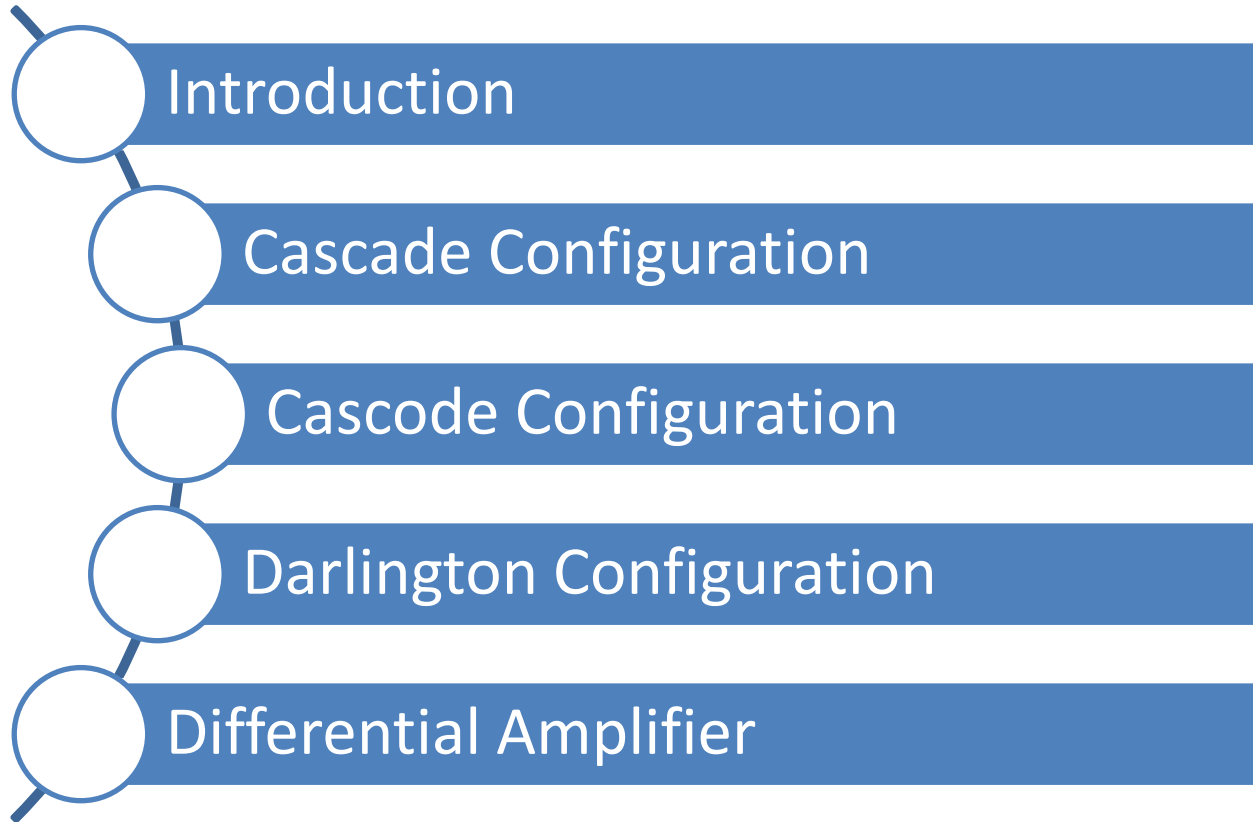 Introduction
Cascade Configuration
Cascode Configuration
Darlington Configuration
Differential Amplifier